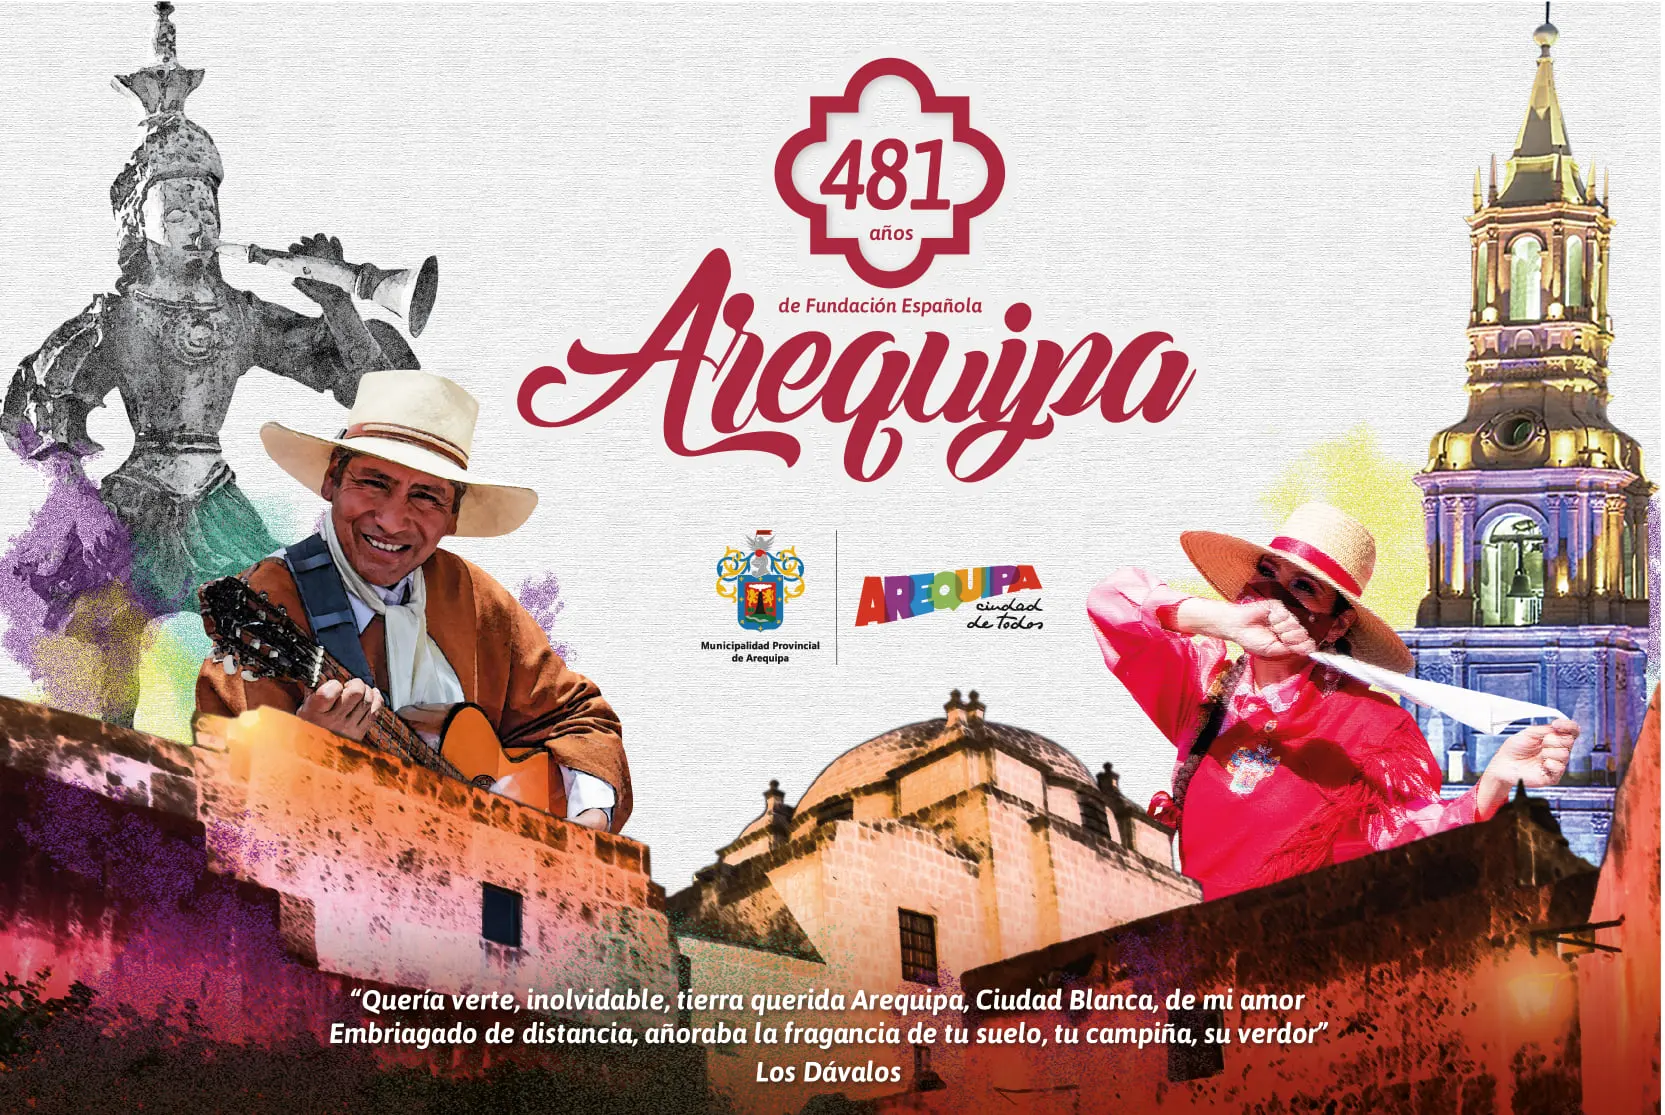 481
años
de Fundación Española
Arequipa
Municipalidad Provincial
de Arequipa
AREQUIPA
ciudad
de todos
“Quería verte, inolvidable, tierra querida Arequipa, Ciudad Blanca, de mi amor
Embriagado de distancia, añoraba la fragancia de tu suelo, tu campiña, su verdor”
Los Dávalos